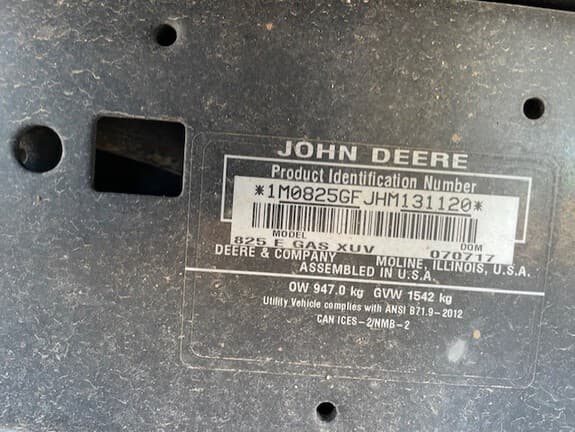 JOHN DEERE
Product Identification Number
*1M0825GFJHM131120*
MODEL DOM
825 E GAS XUV 070717
DEERE & COMPANY MOLINE, ILLINOIS, U.S.A.
ASSEMBLED IN U.S.A.
OW 947.0 kg GVW 1542 kg
Utility Vehicle complies with ANSI B71.9-2012
CAN ICES-2/NMB-2